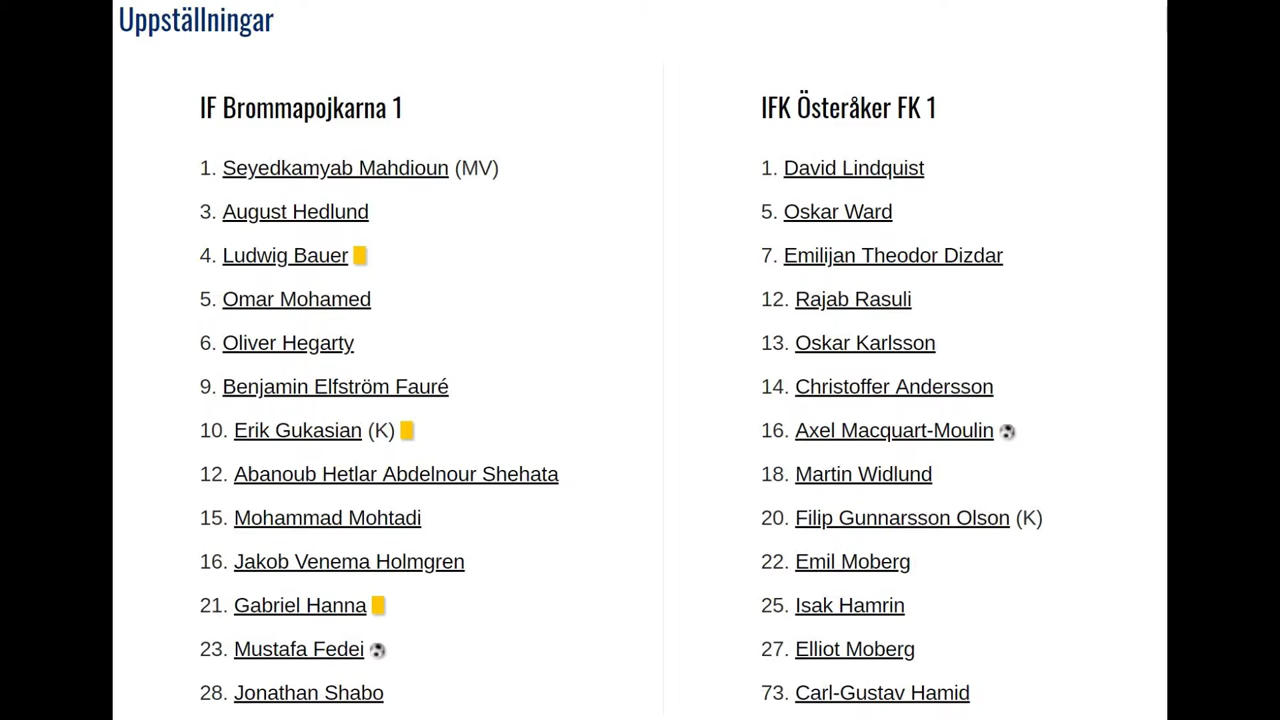 Uppställningar
IF Brommapojkarna 1
1. Seyedkamyab Mahdioun (MV)
3. August Hedlund
4. Ludwig Bauer
5. Omar Mohamed
6. Oliver Hegarty
9. Benjamin Elfström Fauré
10. Erik Gukasian (K)
12. Abanoub Hetlar Abdelnour Shehata
15. Mohammad Mohtadi
16. Jakob Venema Holmgren
21. Gabriel Hanna
23. Mustafa Fedei
28. Jonathan Shabo
IFK Österåker FK 1
1. David Lindquist
5. Oskar Ward
7. Emilijan Theodor Dizdar
12. Rajab Rasuli
13. Oskar Karlsson
14. Christoffer Andersson
16. Axel Macquart-Moulin
18. Martin Widlund
20. Filip Gunnarsson Olson (K)
22. Emil Moberg
25. Isak Hamrin
27. Elliot Moberg
73. Carl-Gustav Hamid